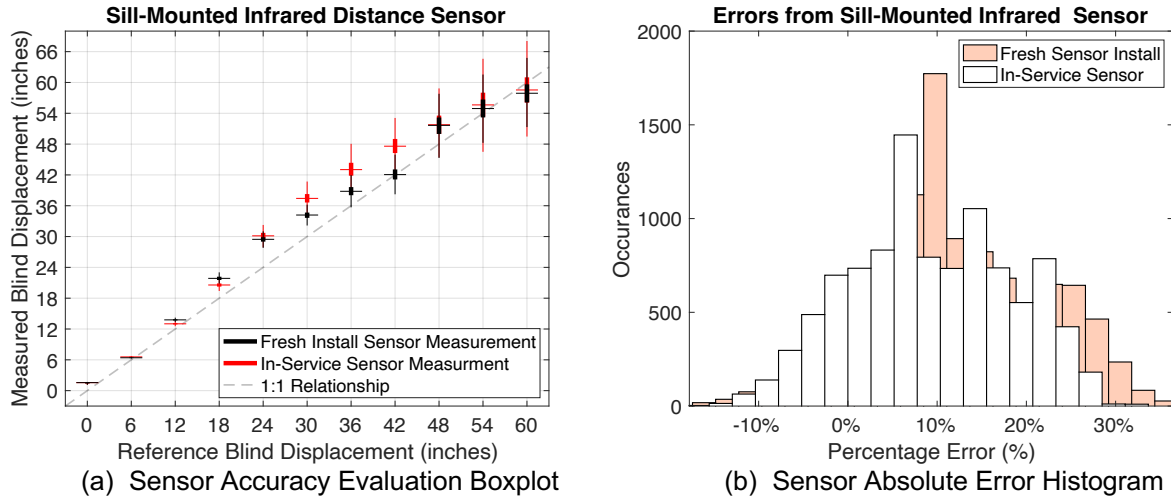 Sill-Mounted Infrared Distance Sensor
Measured Blind Displacement (inches)
66
60
54
48
42
36
30
24
18
12
6
0
Fresh Install Sensor Measurement
In-Service Sensor Measurment
1:1 Relationship
0 6 12 18 24 30 36 42 48 54 60
Reference Blind Displacement (inches)
(a) Sensor Accuracy Evaluation Boxplot
Errors from Sill-Mounted Infrared Sensor
Occurances
2000
1500
1000
500
0
Fresh Sensor Install
In-Service Sensor
-10% 0% 10% 20% 30%
Percentage Error (%)
(b) Sensor Absolute Error Histogram